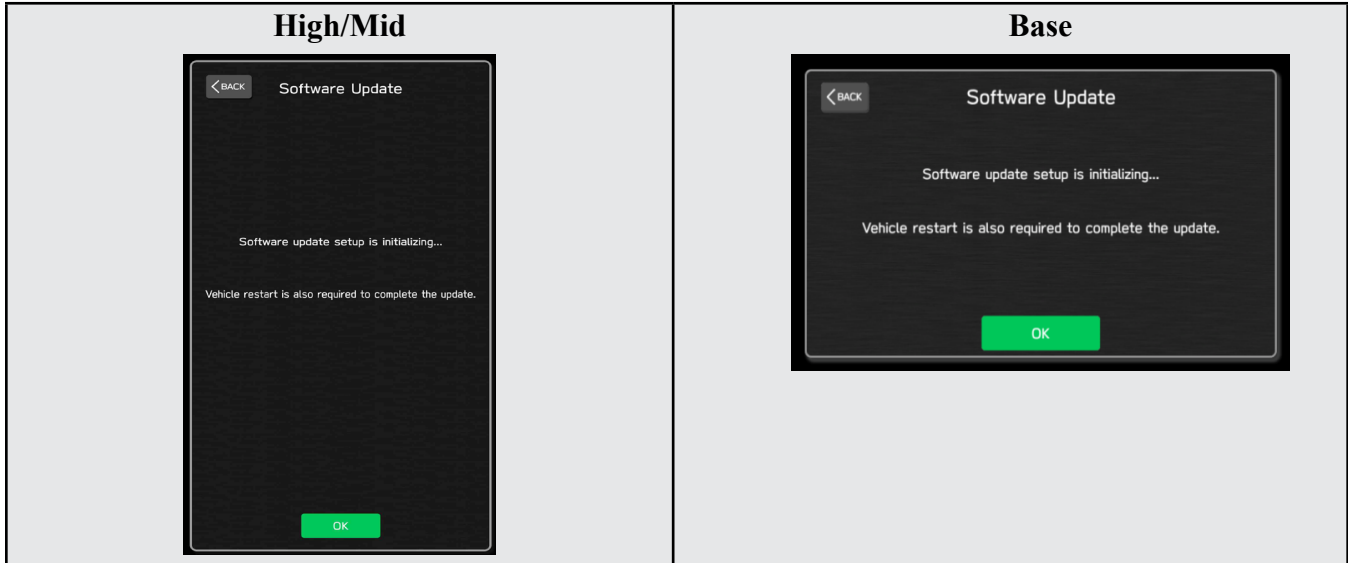 High/Mid
BACK
Software Update
Software update setup is initializing...
Vehicle restart is also required to complete the update.
OK
Base
BACK
Software Update
Software update setup is initializing...
Vehicle restart is also required to complete the update.
OK